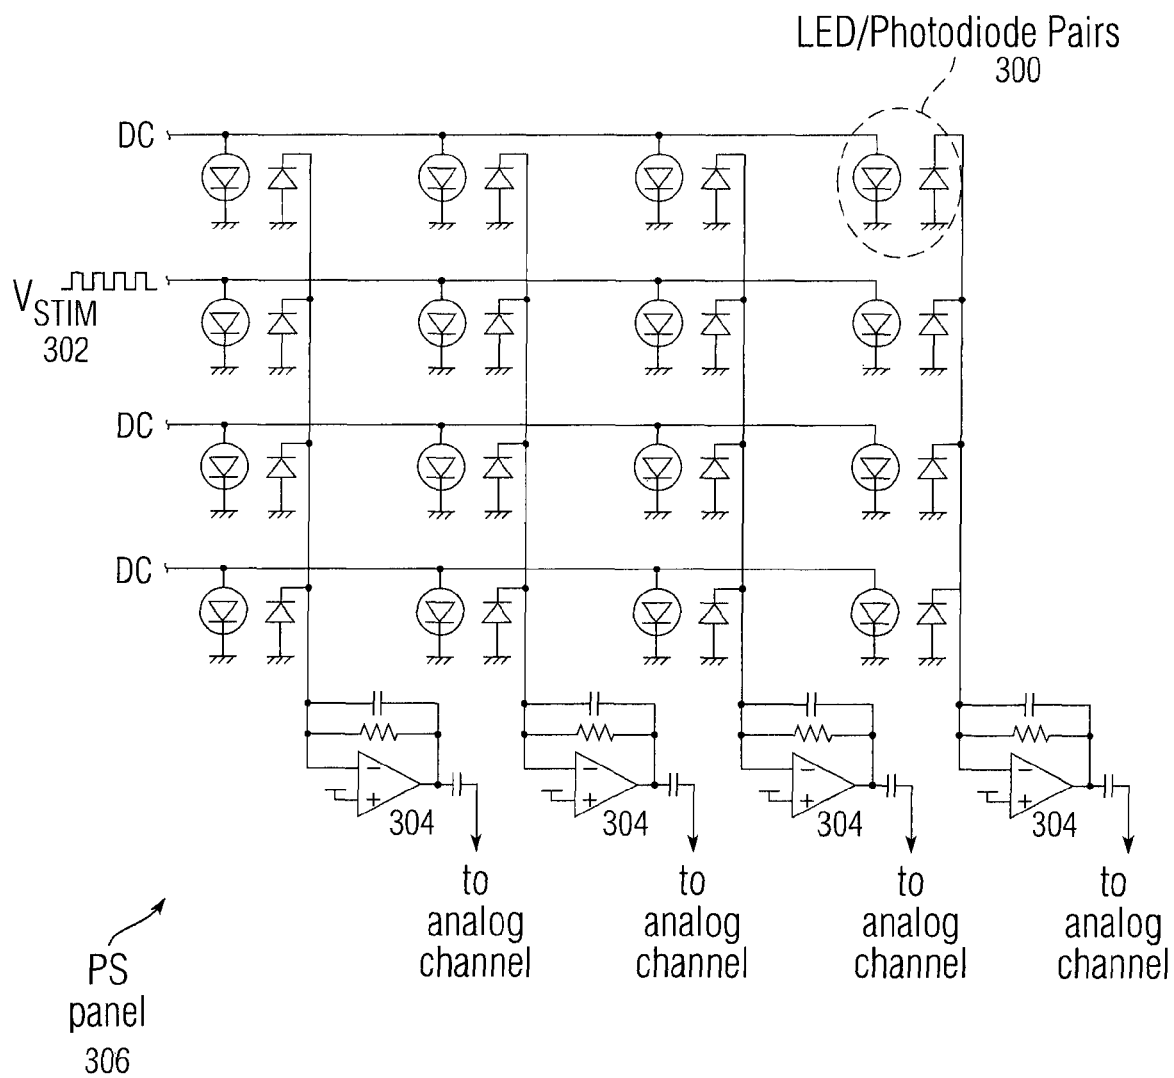 LED/Photodiode Pairs
300
DC
VSTIM
302
DC
DC
− + 304
− + 304
− + 304
− + 304
to analog channel
to analog channel
to analog channel
to analog channel
PS
panel
306